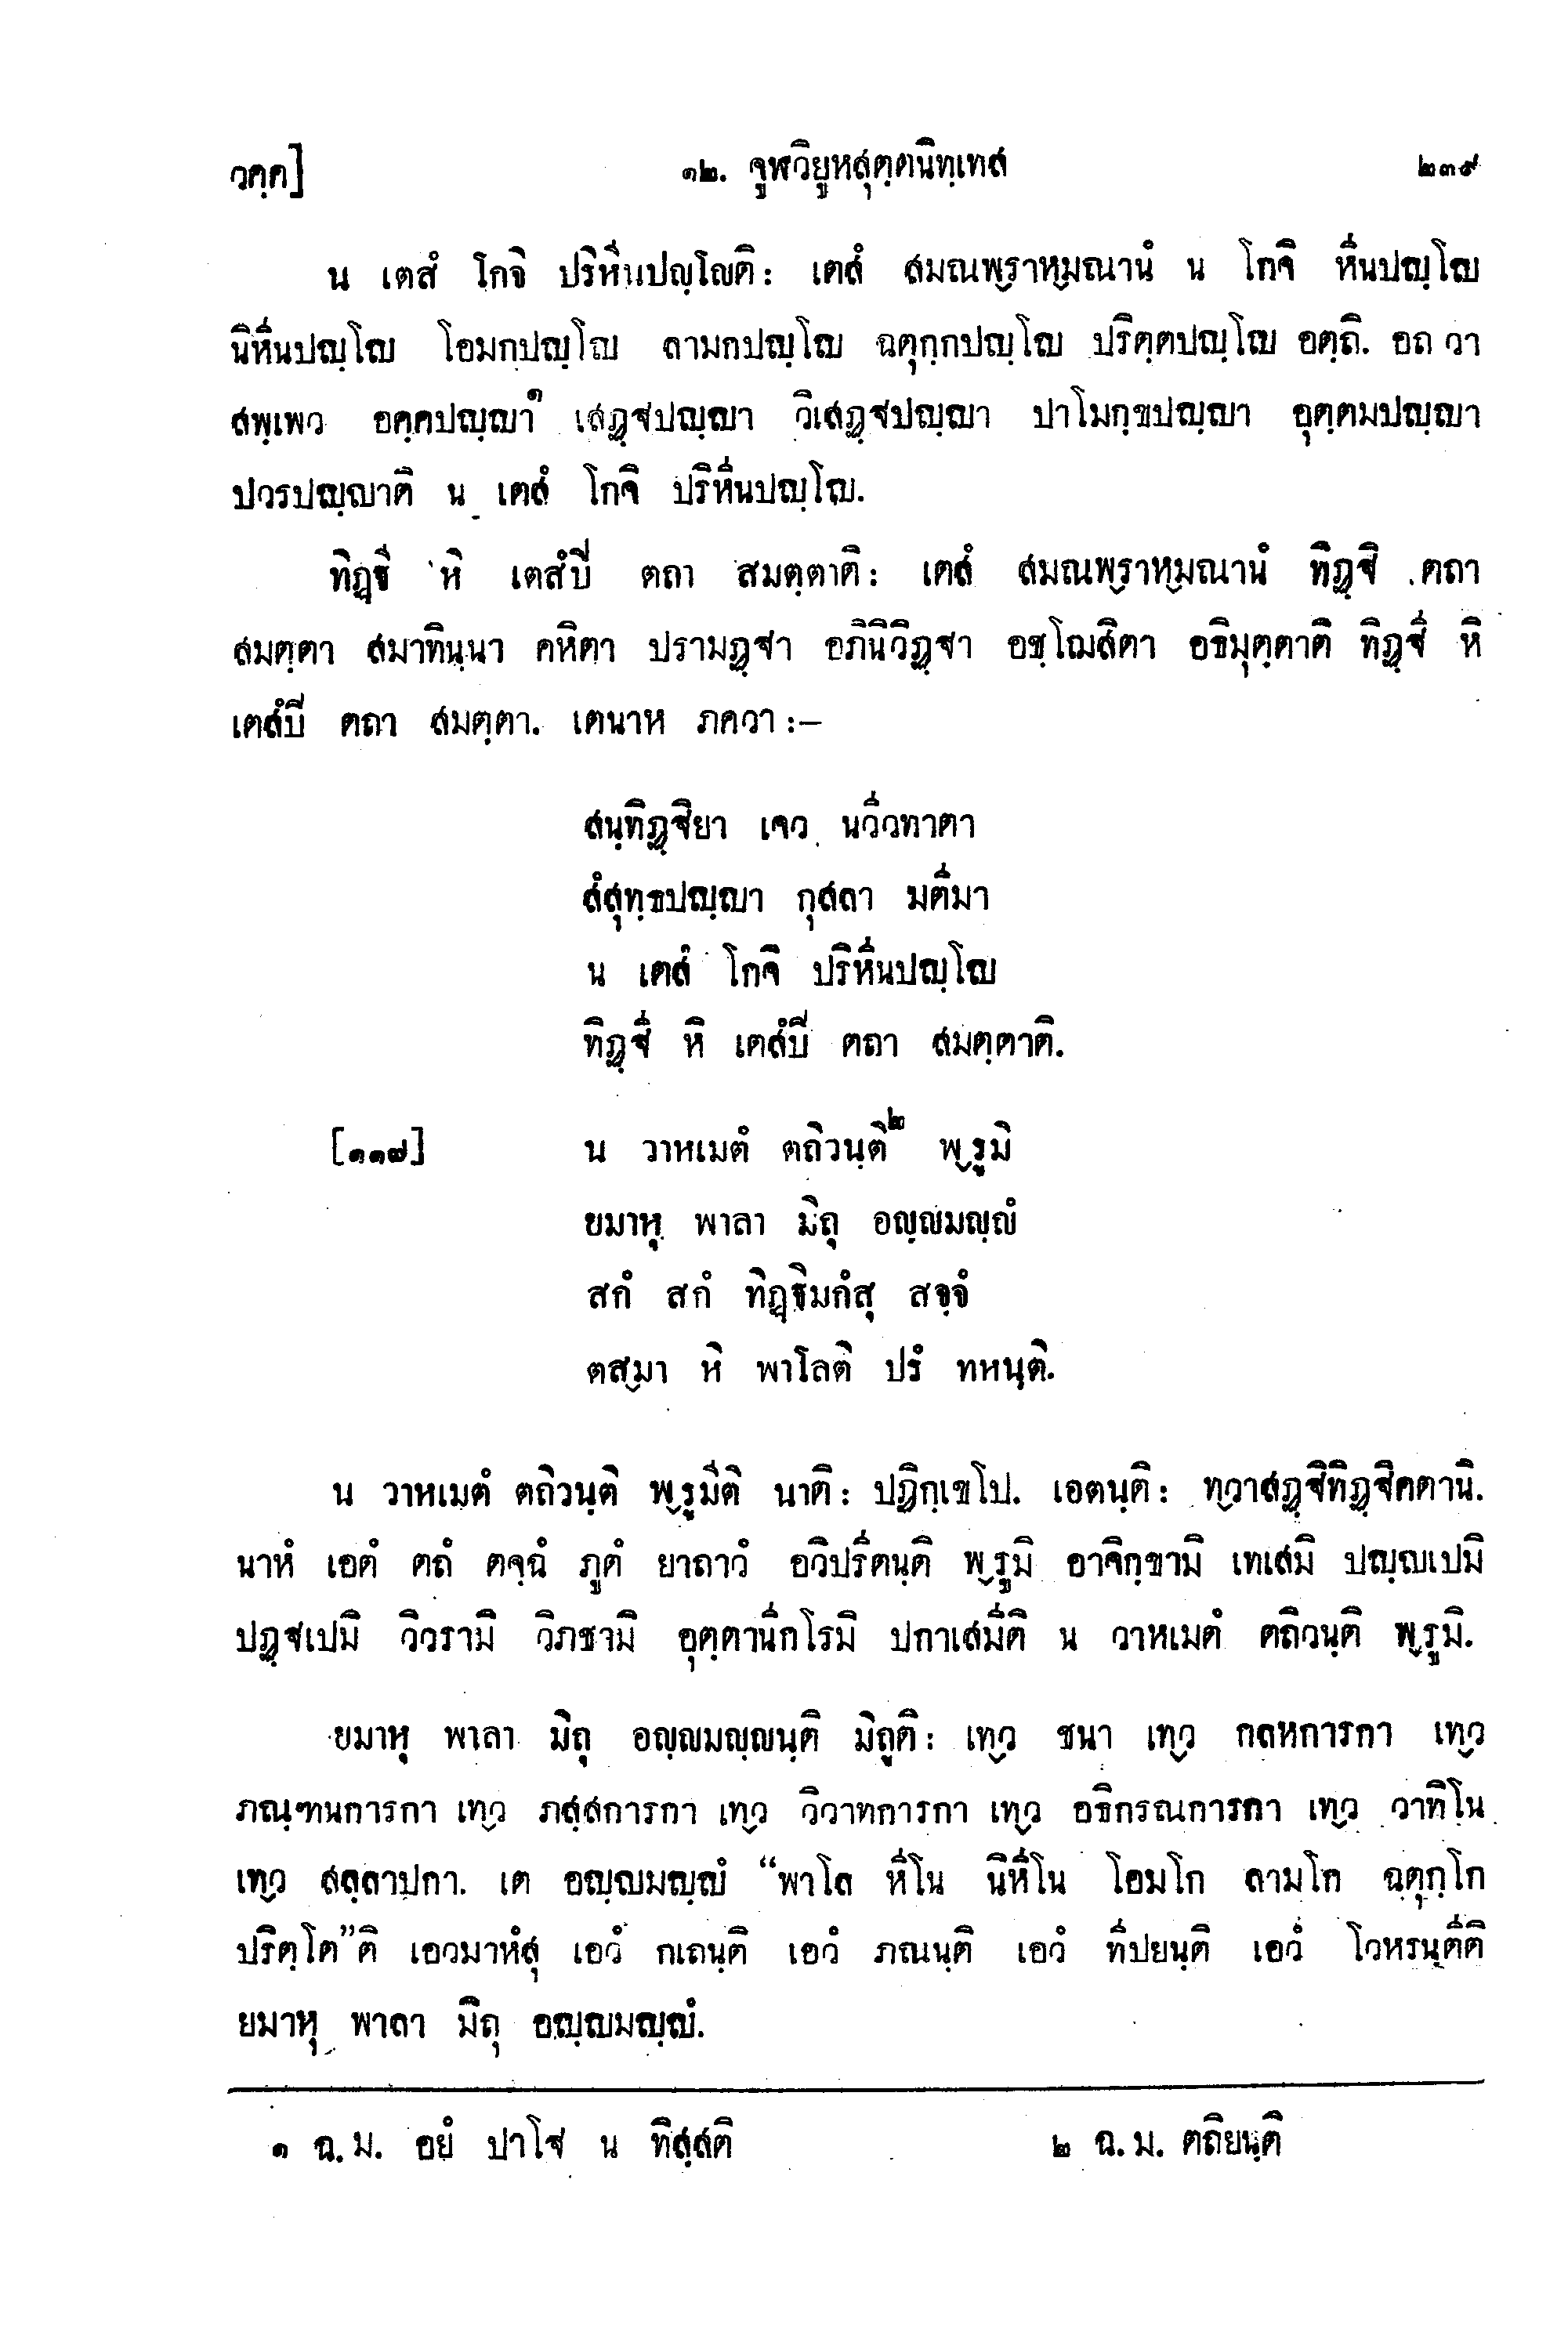 วคฺค]	๑๒. จูฬวิยูหสุตฺตนิทฺเทส	๒๓๙
น เตสํ โกจิ ปริหีนปญฺโญติ: เตสํ สมณพฺราหฺมณานํ น โกจิ หีนปญฺโญ
นิหีนปญฺโญ โอมกปญฺโญ ลามกปญฺโญ ฉตุกฺกปญฺโญ ปริตฺตปญฺโญ อตฺถิ. อถ วา
สพฺเพว อคฺคปญฺญา๑ เสฏฺฐปญฺญา วิเสฏฺฐปญฺญา ปาโมกฺขปญฺญา อุตฺตมปญฺญา
ปวรปญฺญาติ น เตสํ โกจิ ปริหีนปญฺโญ.
ทิฏฺฐี หิ เตสํปี ตถา สมตฺตาติ: เตสํ สมณพฺราหฺมณานํ ทิฏฺฐิ ตถา
สมตฺตา สมาทินฺนา คหิตา ปรามฏฺฐา อภินิวิฏฺฐา อชฺโฌสิตา อธิมุตฺตาติ ทิฏฺฐี หิ
เตสํปี ตถา สมตฺตา. เตนาห ภควา :–
สนฺทิฏฺฐิยา เจว นวีวทาตา
สํสุทฺธปญฺญา กุสลา มตีมา
น เตสํ โกจิ ปริหีนปญฺโญ
ทิฏฺฐี หิ เตสํปี ตถา สมตฺตาติ.
[๑๑๗]	น วาหเมตํ ตถิวนฺติ๒ พฺรูมิ
ยมาหุ พาลา มิถุ อญฺญมญฺญํ
สกํ สกํ ทิฏฺฐิมกํสุ สจฺจํ
ตสฺมา หิ พาโลติ ปรํ ทหนฺติ.
น วาหเมตํ ตถิวนฺติ พฺรูมีติ นาติ: ปฏิกฺเขโป. เอตนฺติ: ทฺวาสฏฺฐิทิฏฺฐิคตานิ.
นาหํ เอตํ ตถํ ตจฺฉํ ภูตํ ยาถาวํ อวิปรีตนฺติ พฺรูมิ อาจิกฺขามิ เทเสมิ ปญฺญเปมิ
ปฏฺฐเปมิ วิวรามิ วิภชามิ อุตฺตานีกโรมิ ปกาเสมีติ น วาหเมตํ ตถิวนฺติ พฺรูมิ.
ยมาหุ พาลา มิถุ อญฺญมญฺญนฺติ มิถูติ: เทฺว ชนา เทฺว กลหการกา เทฺว
ภณฺฑนการกา เทฺว ภสฺสการกา เทฺว วิวาทการกา เทฺว อธิกรณการกา เทฺว วาทิโน
เทฺว สลฺลาปกา. เต อญฺญมญฺญํ “พาโล หีโน นิหีโน โอมโก ลามโก ฉตุกฺโก
ปริตฺโต”ติ เอวมาหํสุ เอวํ กเถนฺติ เอวํ ภณนฺติ เอวํ ทีปยนฺติ เอวํ โวหรนฺตีติ
ยมาหุ พาลา มิถุ อญฺญมญฺญํ.
๑ ฉ.ม. อยํ ปาโฐ น ทิสฺสติ	๒ ฉ.ม. ตถิยนฺติ